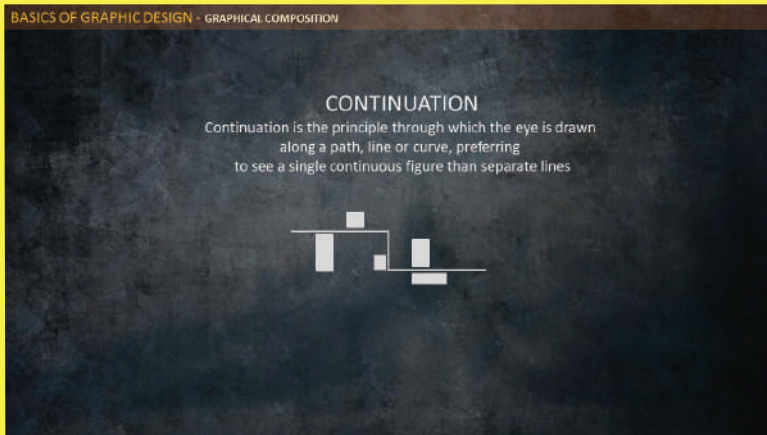 BASICS OF GRAPHIC DESIGN - GRAPHICAL COMPOSITION
CONTINUATION
Continuation is the principle through which the eye is drawn
along a path, line or curve, preferring
to see a single continuous figure than separate lines